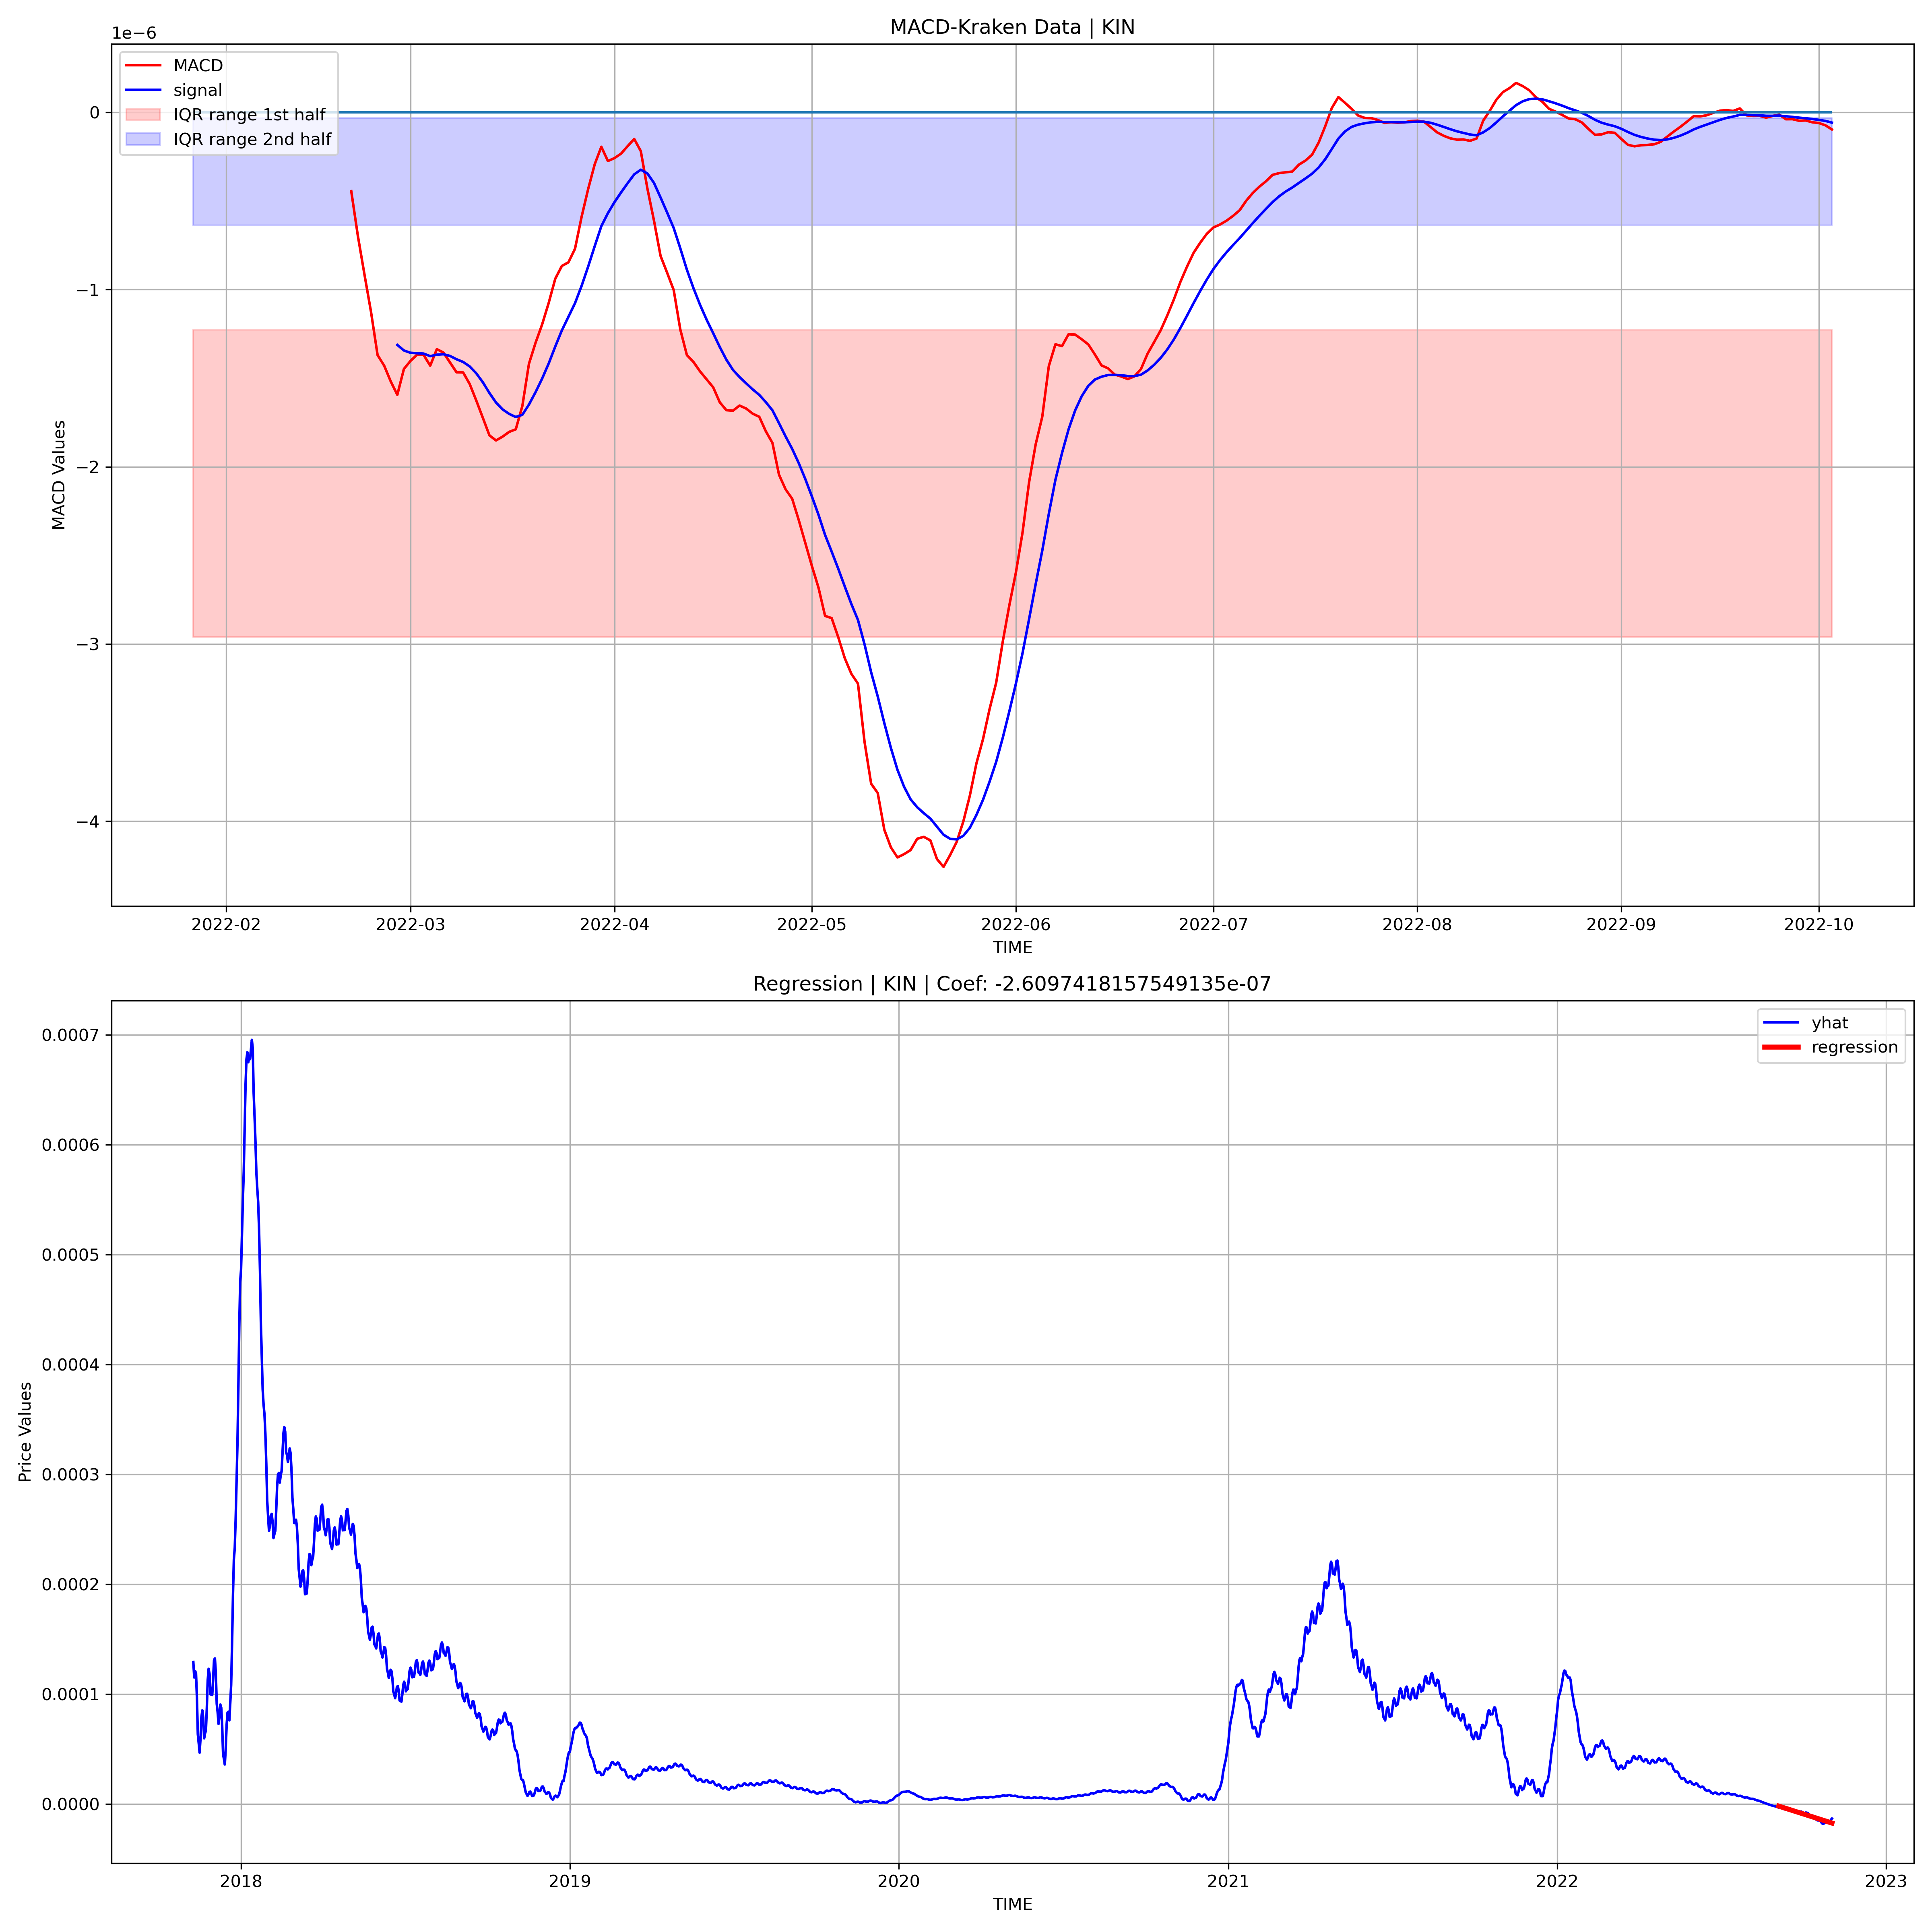 MACD-Kraken Data | KIN
1e−6
MACD
signal
IQR range 1st half
IQR range 2nd half
0
−1
−2
−3
−4
MACD Values
2022-02 2022-03 2022-04 2022-05 2022-06 2022-07 2022-08 2022-09 2022-10
TIME
Regression | KIN | Coef: -2.6097418157549135e-07
yhat
regression
0.0007
0.0006
0.0005
0.0004
0.0003
0.0002
0.0001
0.0000
Price Values
2018 2019 2020 2021 2022 2023
TIME